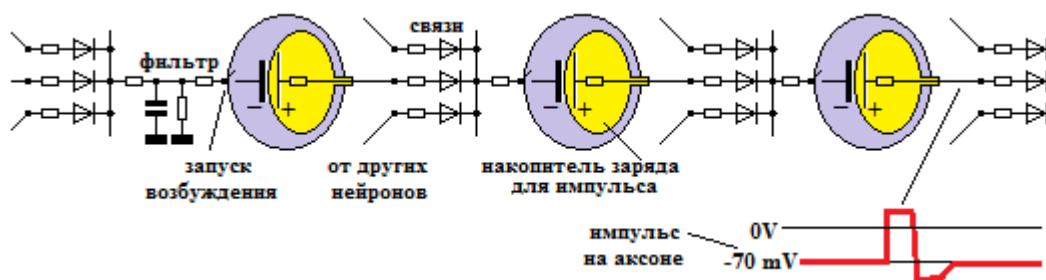 связи
фильтр
− +
− +
− +
запуск
возбуждения
от других
нейронов
накопитель заряда
для импульса
импульс
на аксоне
0V
-70 mV